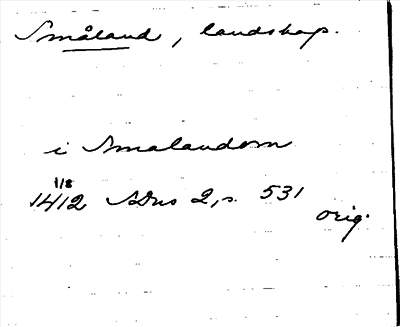 Småland, landskap.
i Smalandom
1/8
1412 SDns 2, s. 531
orig.